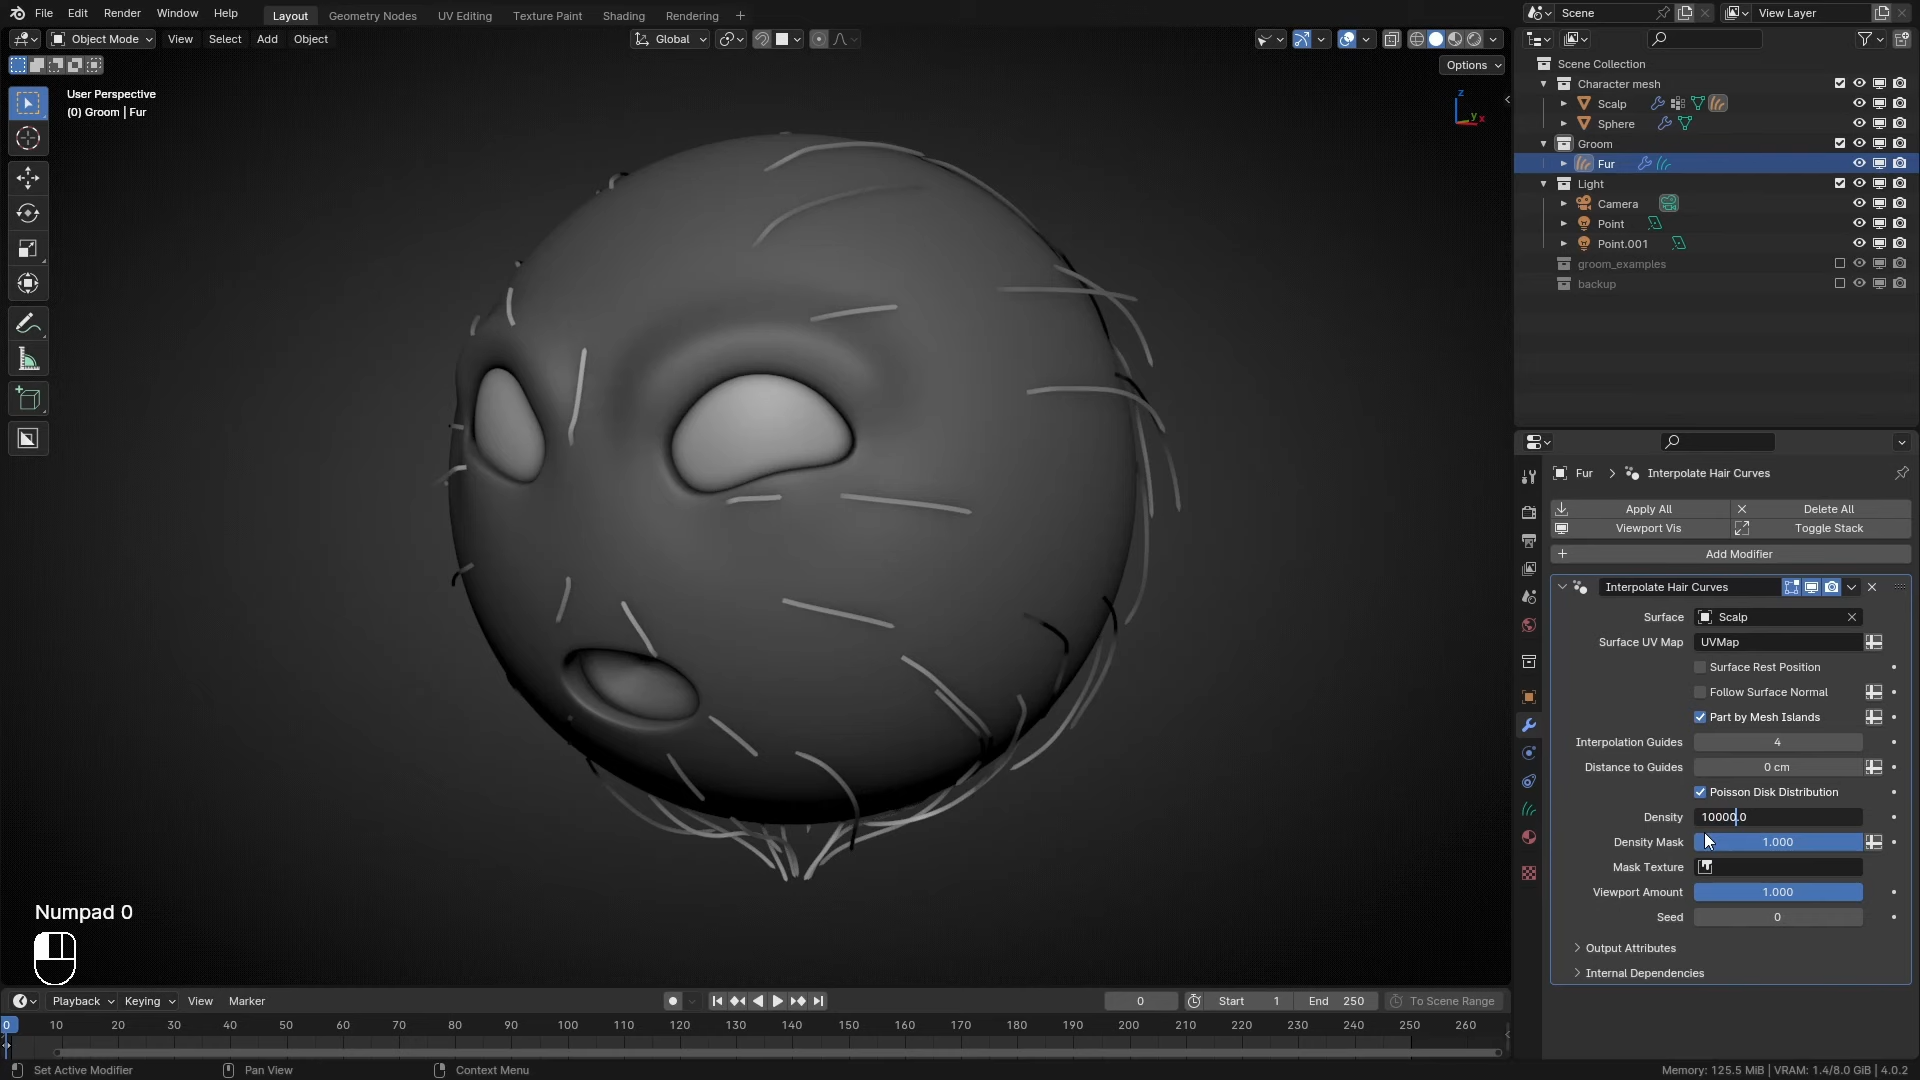 File Edit Render Window Help Layout Geometry Nodes UV Editing Texture Paint Shading Rendering + Scene View Layer
Object Mode View Select Add Object Global
Options
User Perspective
(0) Groom | Fur
Z
Y
X
Scene Collection
Character mesh
Scalp
Sphere
Groom
Fur
Light
Camera
Point
Point.001
groom_examples
backup
Fur > Interpolate Hair Curves
Apply All Delete All
Viewport Vis Toggle Stack
+ Add Modifier
Interpolate Hair Curves
Surface Scalp
Surface UV Map UVMap
Surface Rest Position
Follow Surface Normal
Part by Mesh Islands
Interpolation Guides 4
Distance to Guides 0 cm
Poisson Disk Distribution
Density 10000.0
Density Mask 1.000
Mask Texture
Viewport Amount 1.000
Seed 0
Output Attributes
Internal Dependencies
Numpad 0
Playback Keying View Marker 0 Start 1 End 250 To Scene Range
0 10 20 30 40 50 60 70 80 90 100 110 120 130 140 150 160 170 180 190 200 210 220 230 240 250 260
Set Active Modifier Pan View Context Menu Memory: 125.5 MiB | VRAM: 1.4/8.0 GiB | 4.0.2